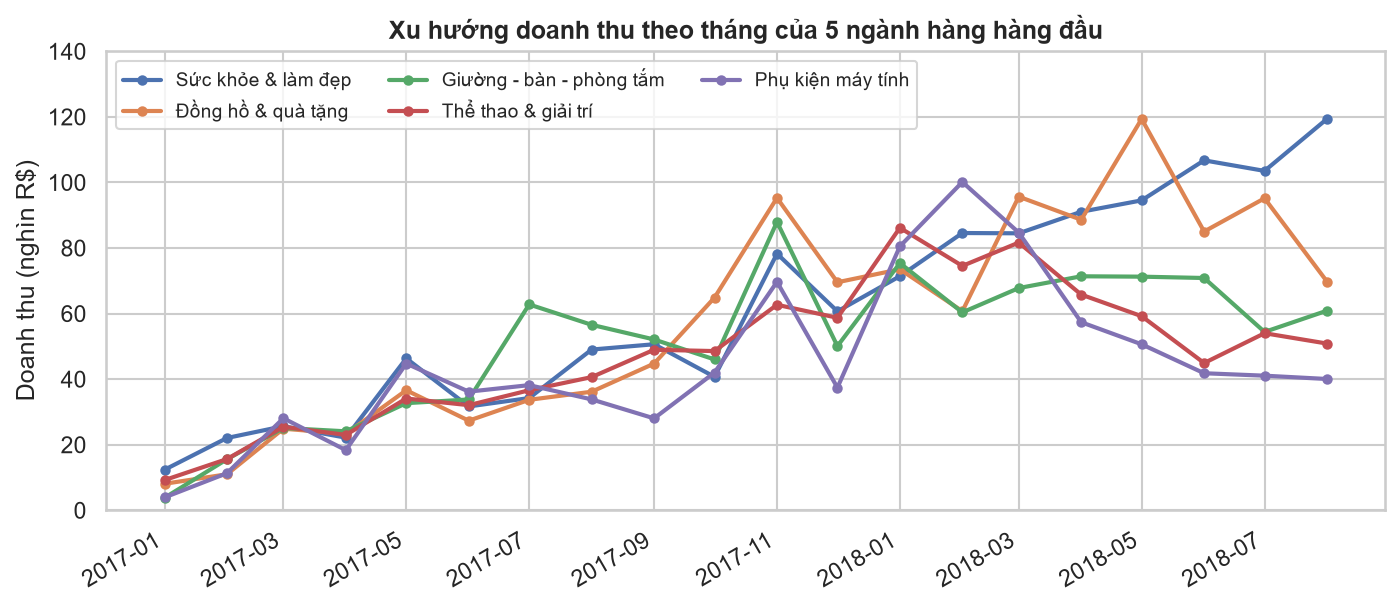 Xu hướng doanh thu theo tháng của 5 ngành hàng hàng đầu
Doanh thu (nghìn R$)
140
120
100
80
60
40
20
0
Sức khỏe & làm đẹp
Đồng hồ & quà tặng
Giường - bàn - phòng tắm
Thể thao & giải trí
Phụ kiện máy tính
2017-01
2017-03
2017-05
2017-07
2017-09
2017-11
2018-01
2018-03
2018-05
2018-07